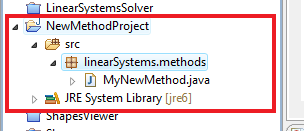 LinearSystemsSolver
NewMethodProject
src
linearSystems.methods
MyNewMethod.java
JRE System Library [jre6]
ShapesViewer